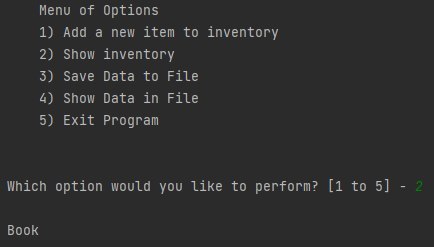 Menu of Options
1) Add a new item to inventory
2) Show inventory
3) Save Data to File
4) Show Data in File
5) Exit Program
Which option would you like to perform? [1 to 5] - 2
Book